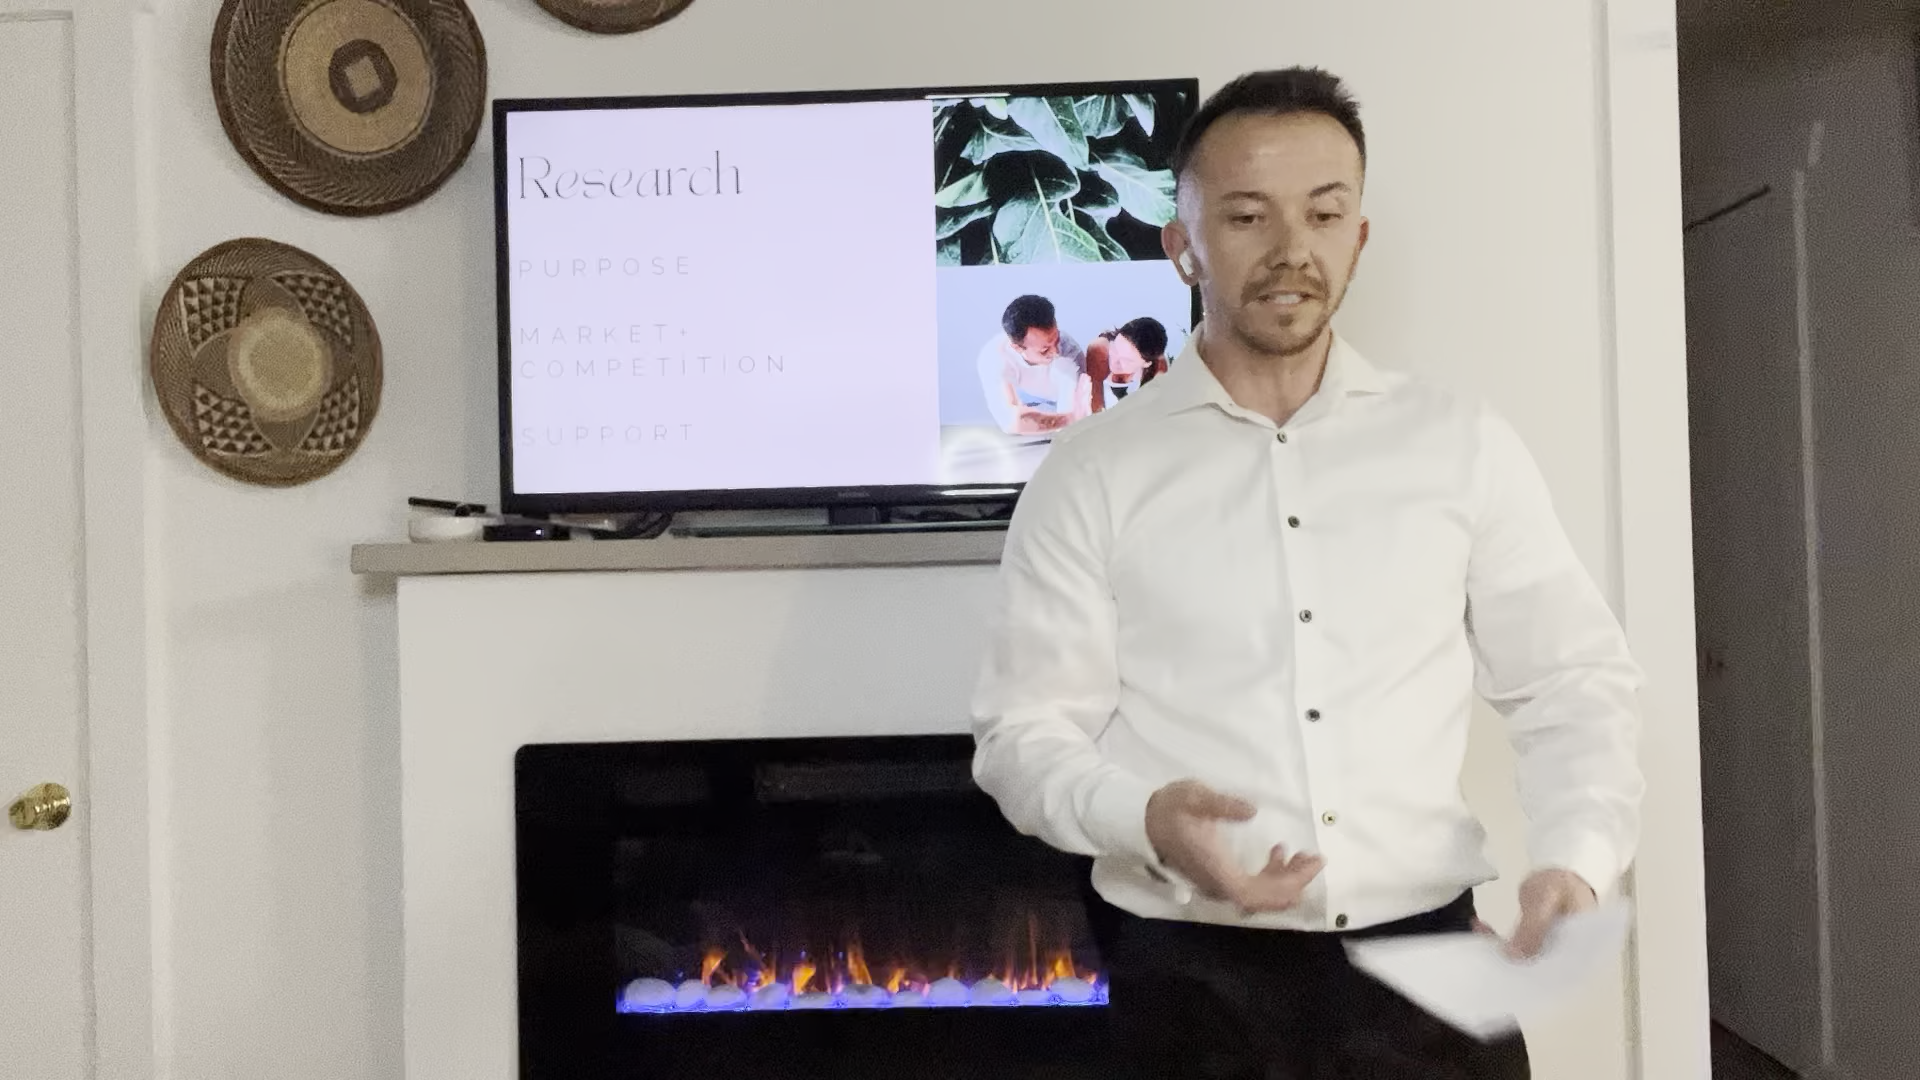 Research
PURPOSE
MARKET+
COMPETITION
SUPPORT